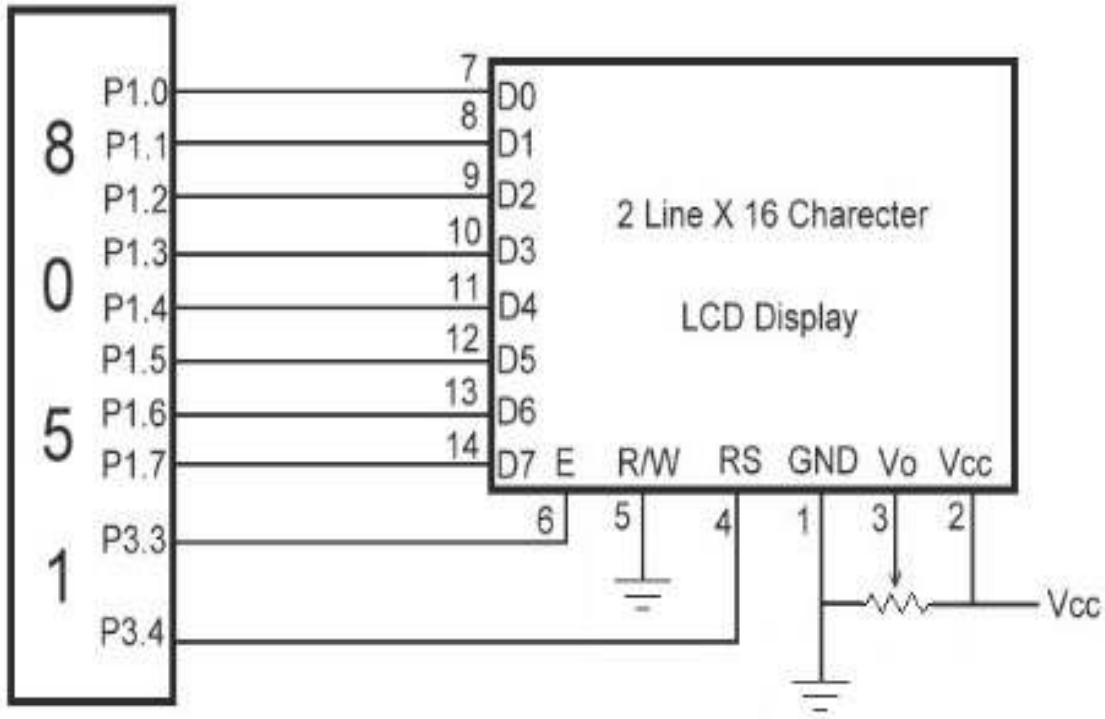 8
0
5
1
P1.0
P1.1
P1.2
P1.3
P1.4
P1.5
P1.6
P1.7
P3.3
P3.4
7
8
9
10
11
12
13
14
D0
D1
D2
D3
D4
D5
D6
D7 E R/W RS GND Vo Vcc
2 Line X 16 Charecter
LCD Display
6 5 4 1 3 2
Vcc